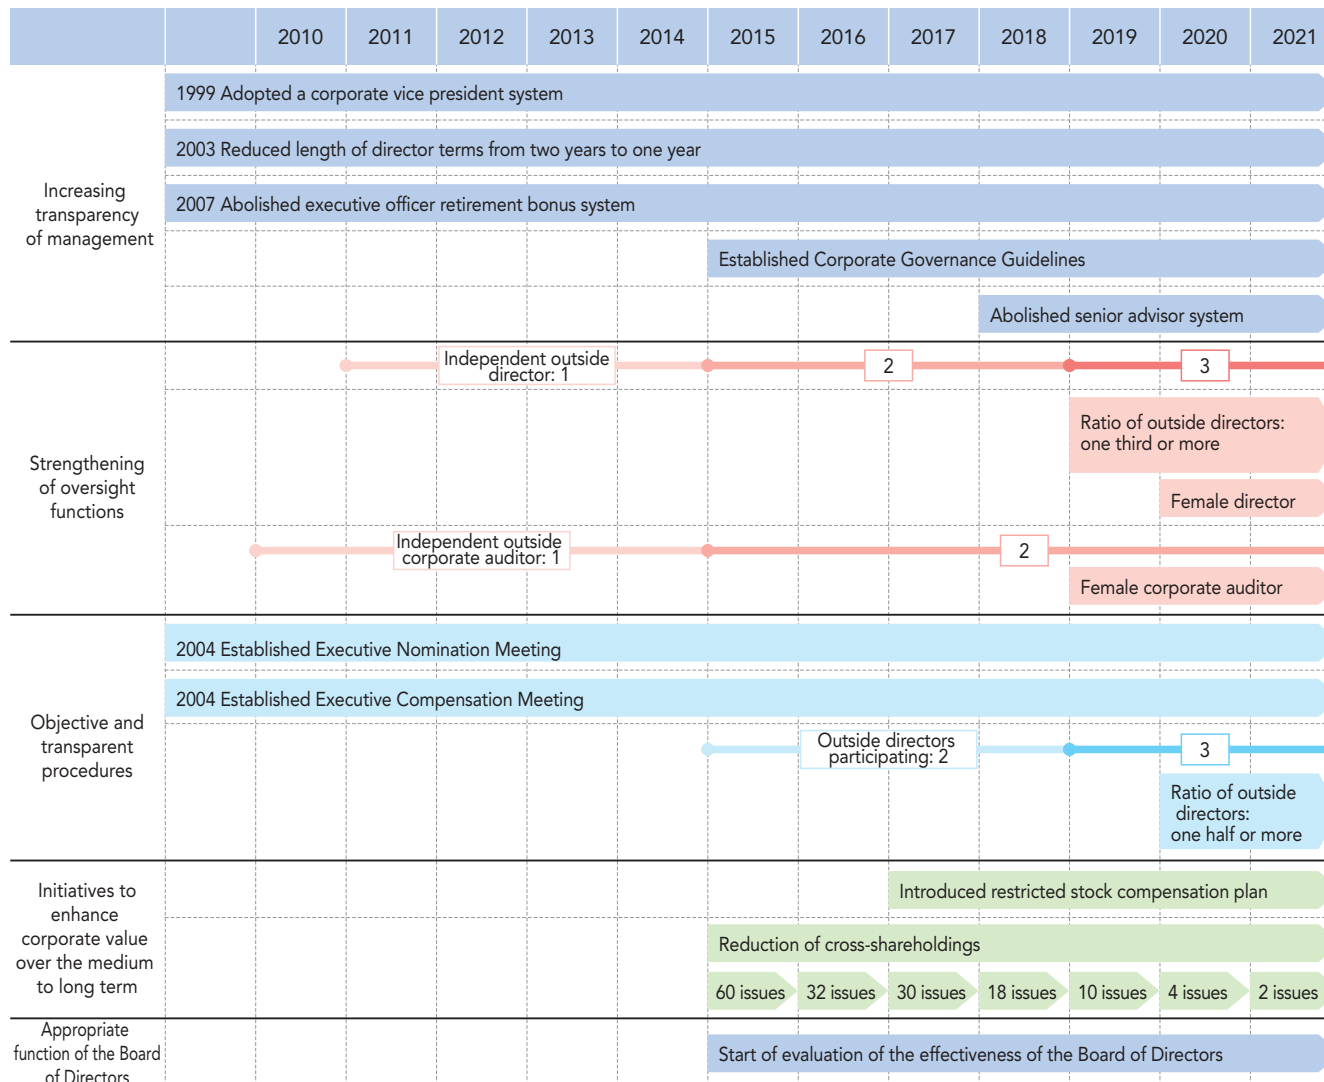 2010 2011 2012 2013 2014 2015 2016 2017 2018 2019 2020 2021
Increasing
transparency
of management
1999 Adopted a corporate vice president system
2003 Reduced length of director terms from two years to one year
2007 Abolished executive officer retirement bonus system
Established Corporate Governance Guidelines
Abolished senior advisor system
Strengthening
of oversight
functions
Independent outside
director: 1
2
3
Ratio of outside directors:
one third or more
Female director
Independent outside
corporate auditor: 1
2
Female corporate auditor
Objective and
transparent
procedures
2004 Established Executive Nomination Meeting
2004 Established Executive Compensation Meeting
Outside directors
participating: 2
3
Ratio of outside
directors:
one half or more
Initiatives to
enhance
corporate value
over the medium
to long term
Introduced restricted stock compensation plan
Reduction of cross-shareholdings
60 issues 32 issues 30 issues 18 issues 10 issues 4 issues 2 issues
Appropriate
function of the Board
of Directors
Start of evaluation of the effectiveness of the Board of Directors